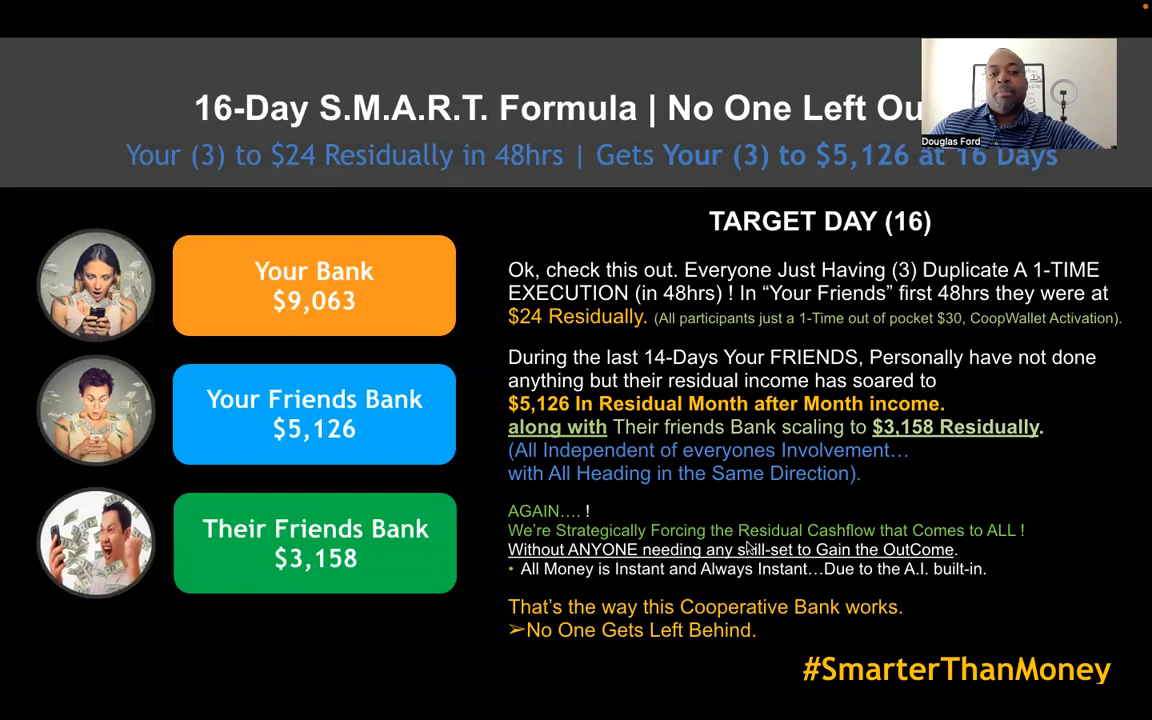 16-Day S.M.A.R.T. Formula | No One Left Ou
Your (3) to $24 Residually in 48hrs | Gets Your (3) to $5,126 at 16 Days
Douglas Ford
Your Bank
$9,063
Your Friends Bank
$5,126
Their Friends Bank
$3,158
TARGET DAY (16)
Ok, check this out. Everyone Just Having (3) Duplicate A 1-TIME
EXECUTION (in 48hrs) ! In “Your Friends” first 48hrs they were at
$24 Residually. (All participants just a 1-Time out of pocket $30, CoopWallet Activation).
During the last 14-Days Your FRIENDS, Personally have not done
anything but their residual income has soared to
$5,126 In Residual Month after Month income.
along with Their friends Bank scaling to $3,158 Residually.
(All Independent of everyones Involvement…
with All Heading in the Same Direction).
AGAIN…. !
We’re Strategically Forcing the Residual Cashflow that Comes to ALL !
Without ANYONE needing any skill-set to Gain the OutCome.
• All Money is Instant and Always Instant…Due to the A.I. built-in.
That’s the way this Cooperative Bank works.
➢No One Gets Left Behind.
#SmarterThanMoney